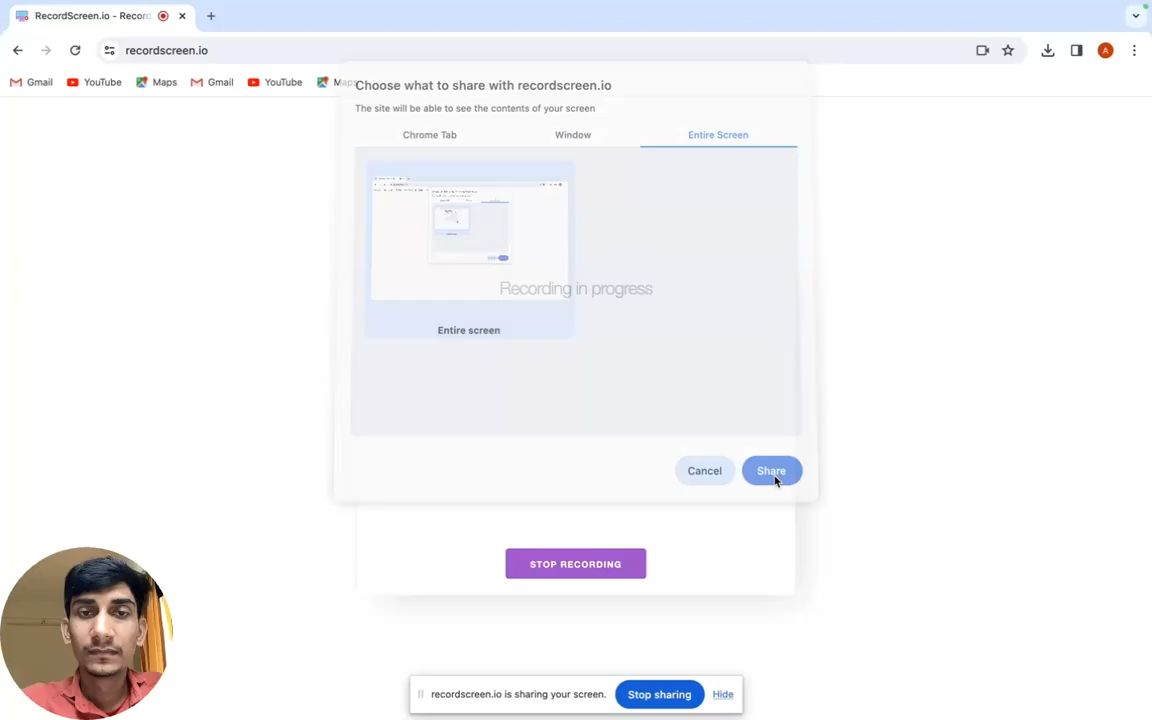 RecordScreen.io - Record
recordscreen.io
A
Gmail YouTube Maps Gmail YouTube Maps
Choose what to share with recordscreen.io
The site will be able to see the contents of your screen
Chrome Tab Window Entire Screen
Recording in progress
Entire screen
Cancel Share
STOP RECORDING
recordscreen.io is sharing your screen. Stop sharing Hide